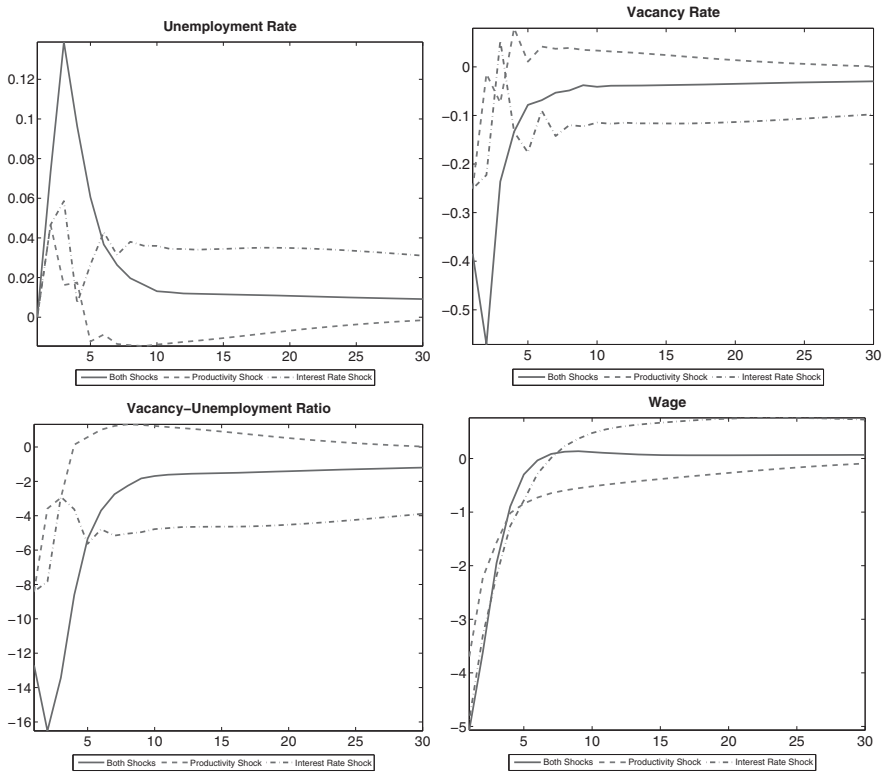 Unemployment Rate
0.12
0.1
0.08
0.06
0.04
0.02
0
5 10 15 20 25 30
Both Shocks Productivity Shock Interest Rate Shock
Vacancy Rate
0
−0.1
−0.2
−0.3
−0.4
−0.5
5 10 15 20 25 30
Both Shocks Productivity Shock Interest Rate Shock
Vacancy−Unemployment Ratio
0
−2
−4
−6
−8
−10
−12
−14
−16
5 10 15 20 25 30
Both Shocks Productivity Shock Interest Rate Shock
Wage
0
−1
−2
−3
−4
−5
5 10 15 20 25 30
Both Shocks Productivity Shock Interest Rate Shock